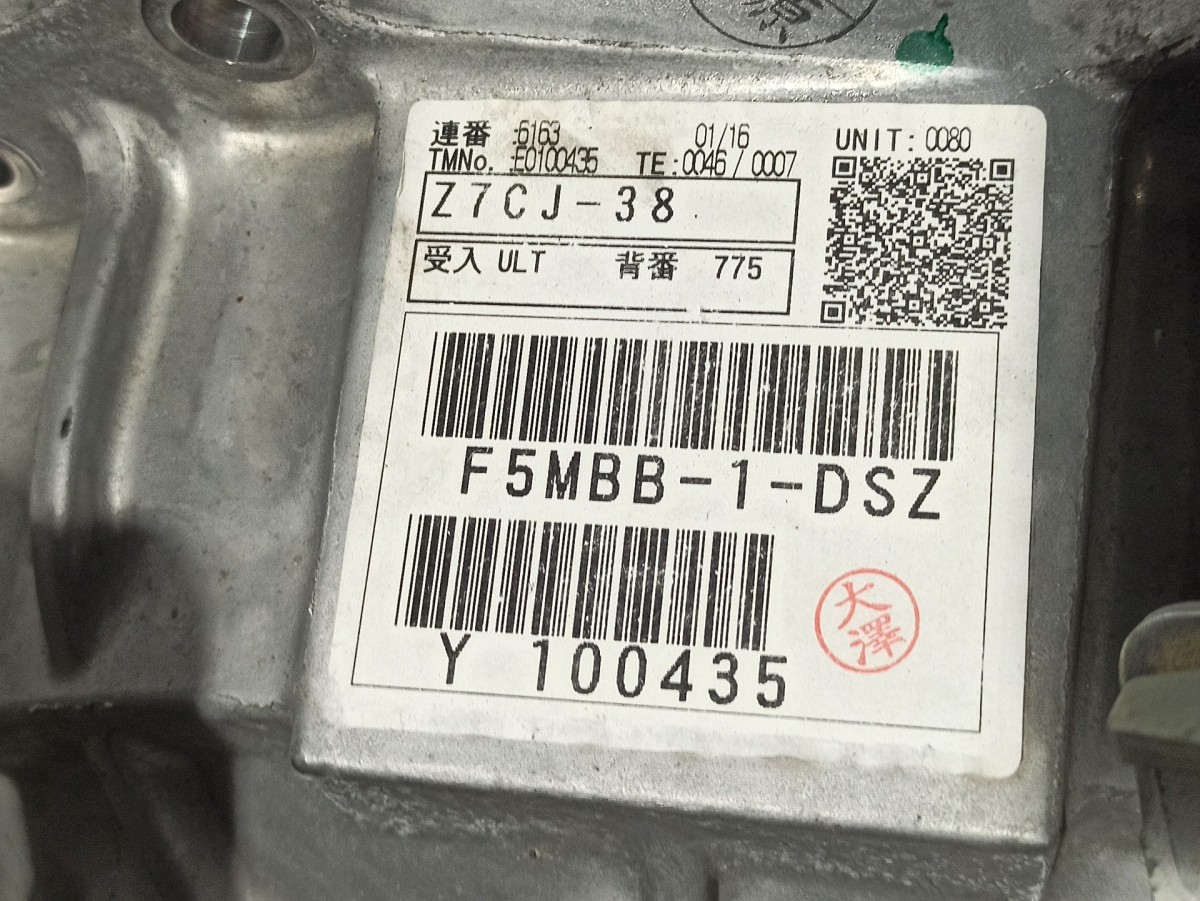 連番 :6163 01/16 UNIT: 0080
TMNo. :E0100435 TE:0046 / 0007
Z7CJ-38
受入 ULT 背番 775
F5MBB-1-DSZ
Y 100435
大澤